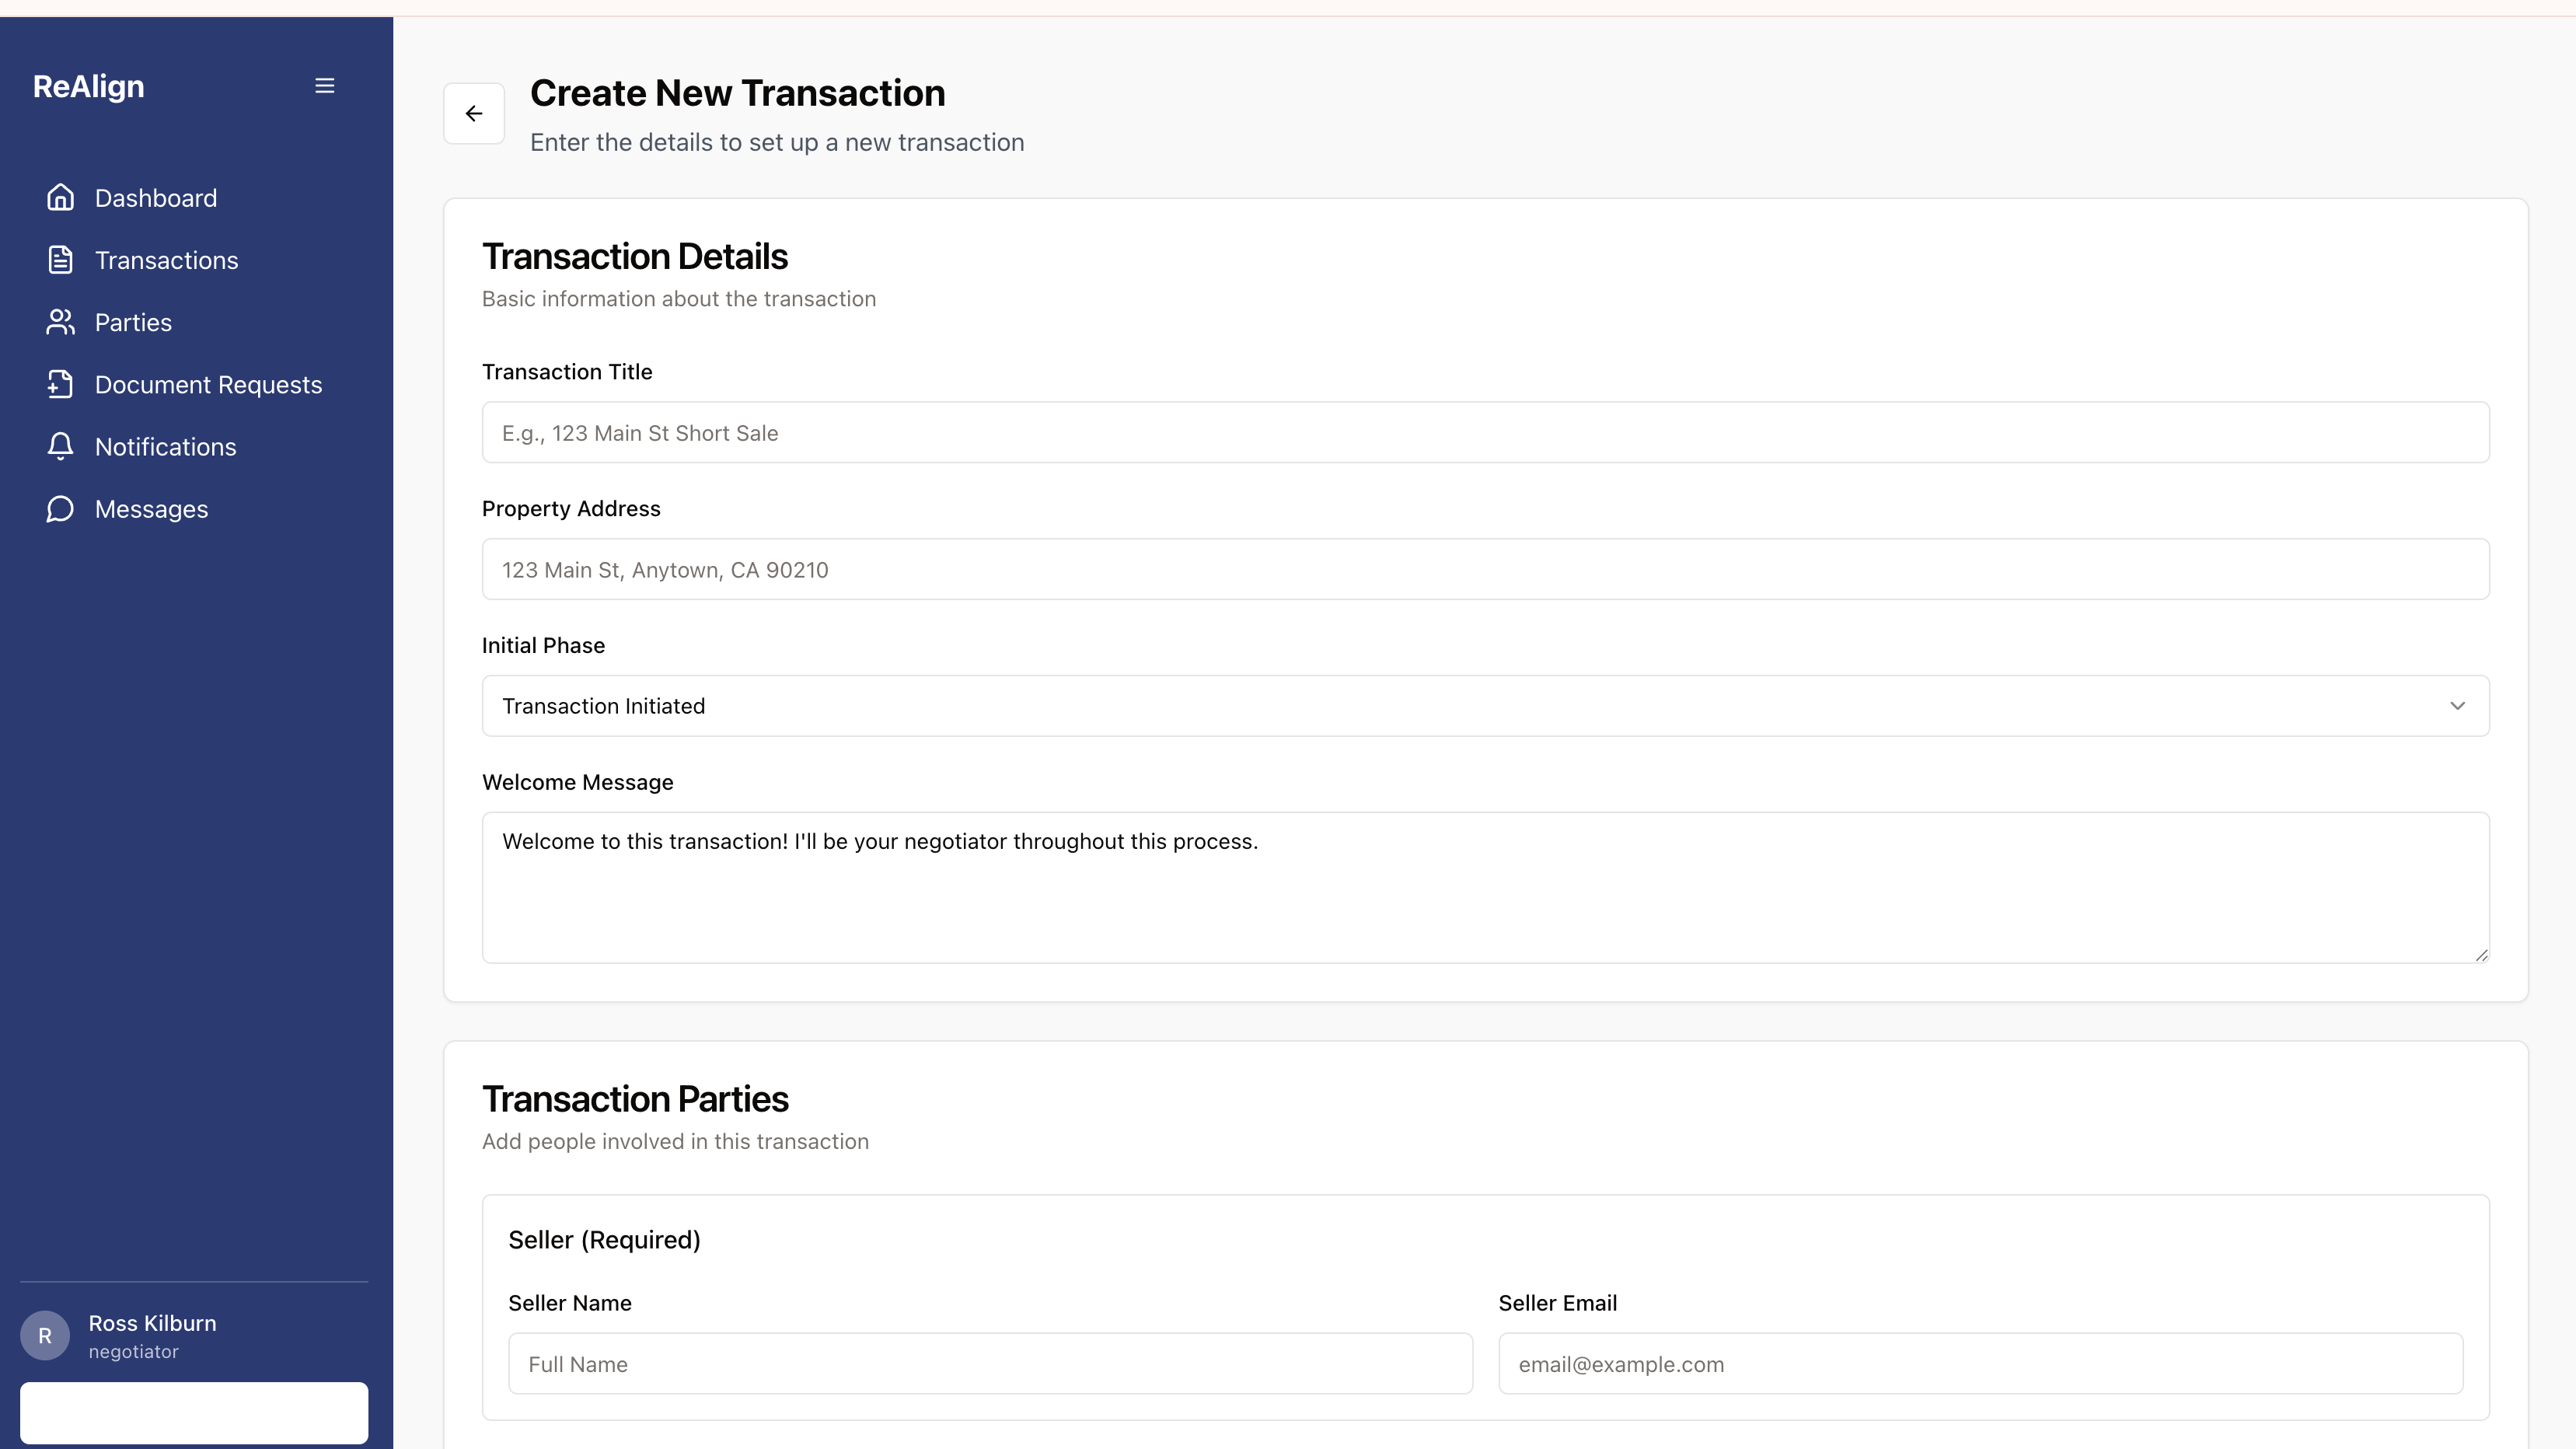 ReAlign
Dashboard
Transactions
Parties
Document Requests
Notifications
Messages
R
Ross Kilburn
negotiator
Create New Transaction
Enter the details to set up a new transaction
Transaction Details
Basic information about the transaction
Transaction Title
E.g., 123 Main St Short Sale
Property Address
123 Main St, Anytown, CA 90210
Initial Phase
Transaction Initiated
Welcome Message
Welcome to this transaction! I'll be your negotiator throughout this process.
Transaction Parties
Add people involved in this transaction
Seller (Required)
Seller Name
Full Name
Seller Email
email@example.com